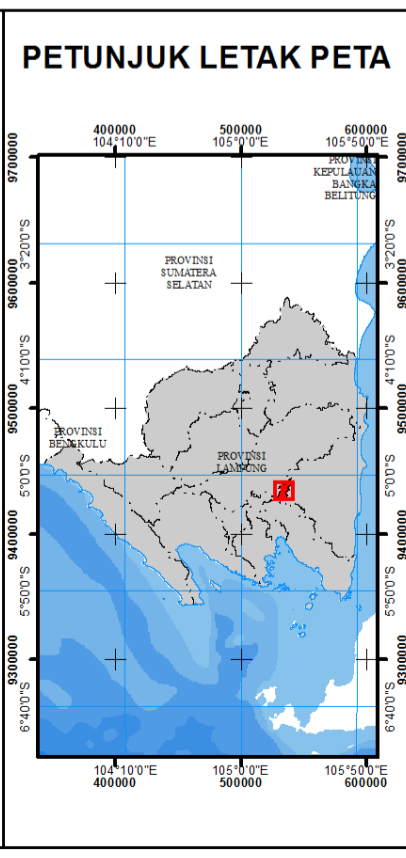 PETUNJUK LETAK PETA
400000 500000 600000
104°10'0"E 105°0'0"E 105°50'0"E
9700000 9700000
PROVINSI
KEPULAUAN
BANGKA
BELITUNG
3°20'0"S 3°20'0"S
PROVINSI
SUMATERA
SELATAN
9600000 9600000
4°10'0"S 4°10'0"S
9500000 9500000
PROVINSI
BENGKULU
PROVINSI
LAMPUNG
5°0'0"S 5°0'0"S
9400000 9400000
5°50'0"S 5°50'0"S
9300000 9300000
6°40'0"S 6°40'0"S
104°10'0"E 105°0'0"E 105°50'0"E
400000 500000 600000